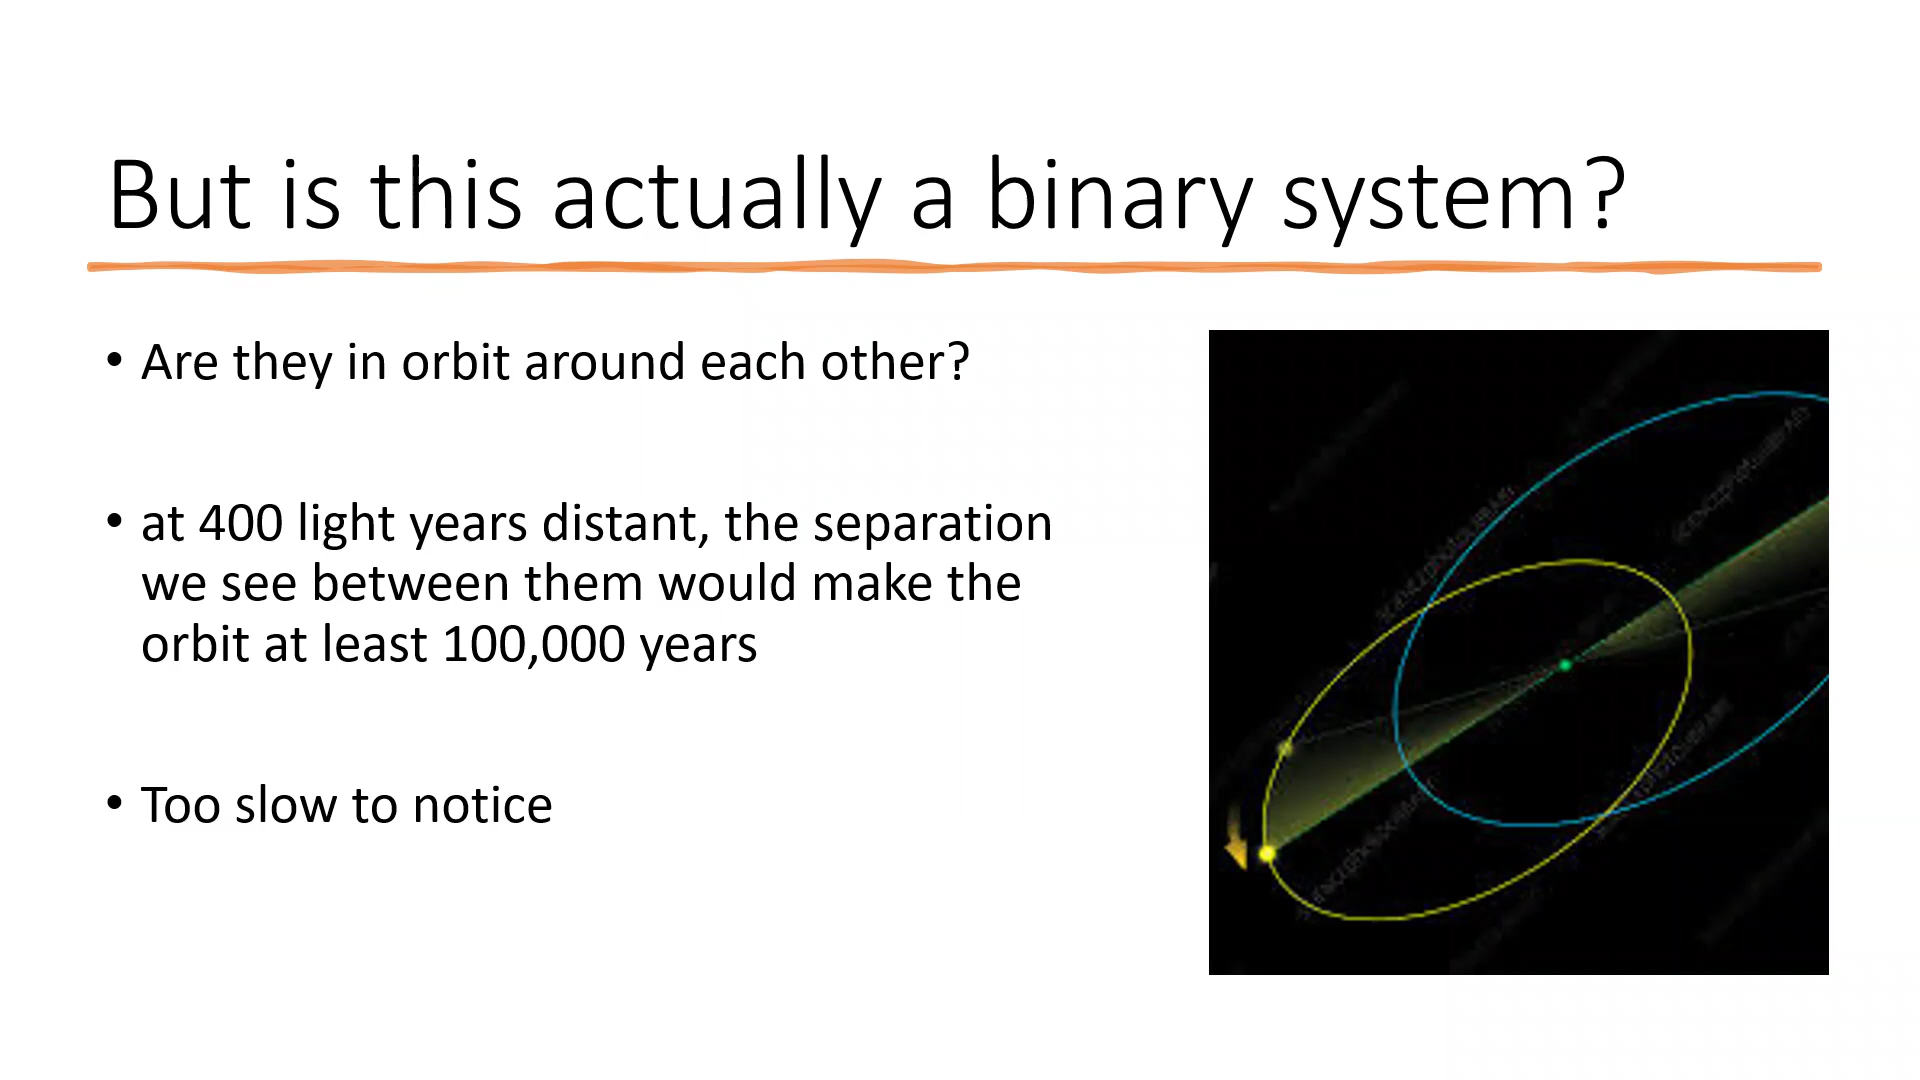 But is this actually a binary system?
• Are they in orbit around each other?
• at 400 light years distant, the separation
we see between them would make the
orbit at least 100,000 years
• Too slow to notice